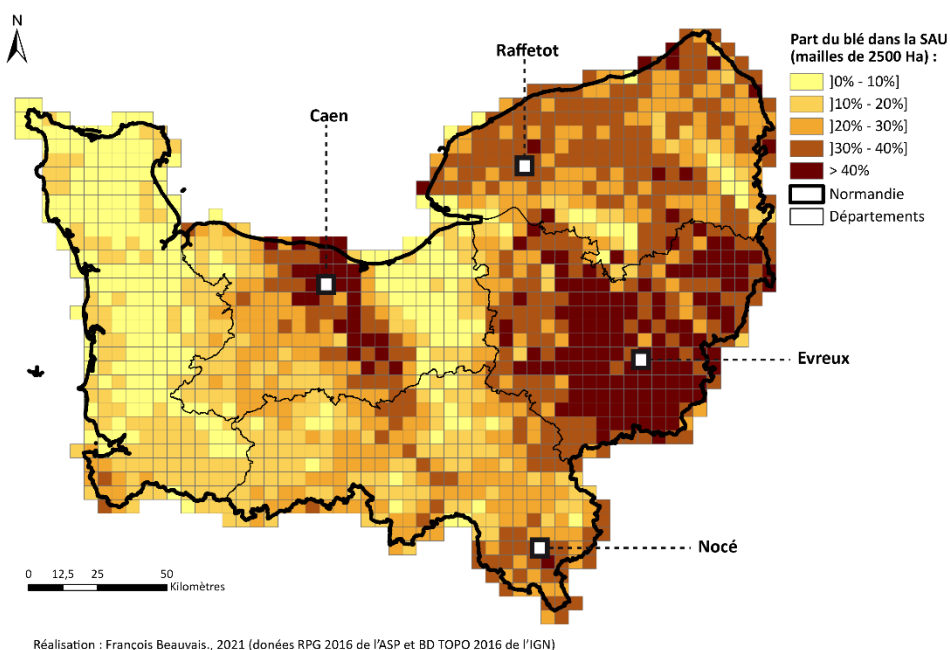 N
Raffetot
Caen
Part du blé dans la SAU
(mailles de 2500 Ha) :
]0% - 10%]
]10% - 20%]
]20% - 30%]
]30% - 40%]
> 40%
Normandie
Départements
Evreux
Nocé
0 12,5 25 50
Kilomètres
Réalisation : François Beauvais., 2021 (donées RPG 2016 de l'ASP et BD TOPO 2016 de l'IGN)